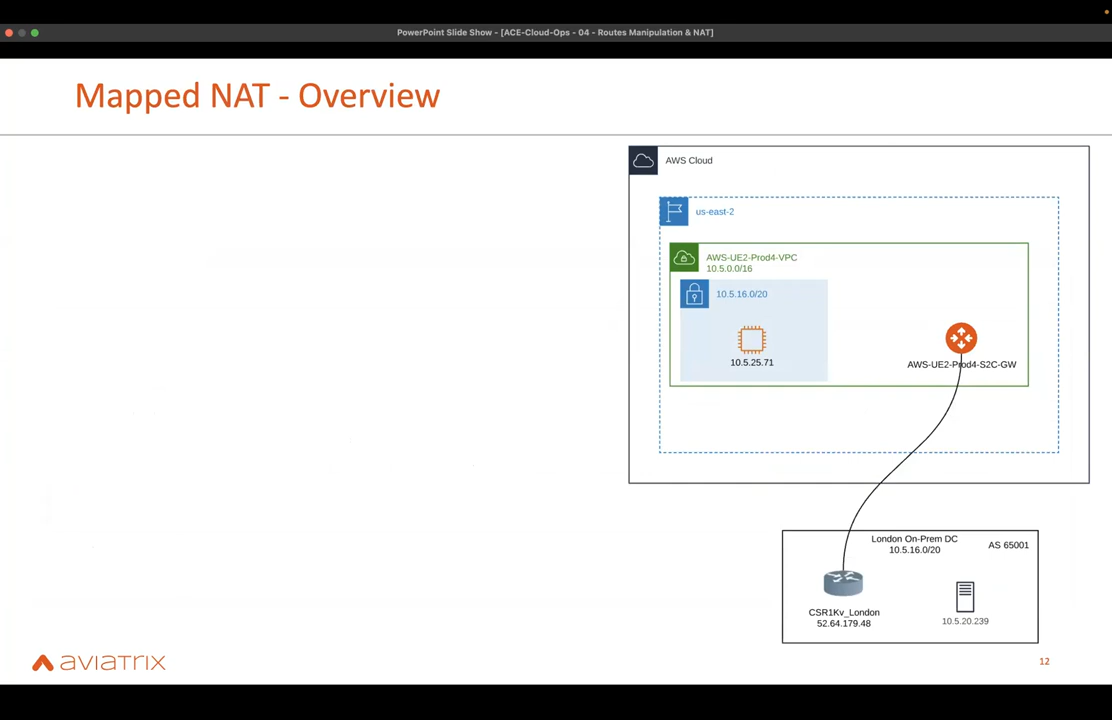 PowerPoint Slide Show - [ACE-Cloud-Ops - 04 - Routes Manipulation & NAT]
Mapped NAT - Overview
AWS Cloud
us-east-2
AWS-UE2-Prod4-VPC
10.5.0.0/16
10.5.16.0/20
10.5.25.71
AWS-UE2-Prod4-S2C-GW
London On-Prem DC
10.5.16.0/20
AS 65001
CSR1Kv_London
52.64.179.48
10.5.20.239
aviatrix
12